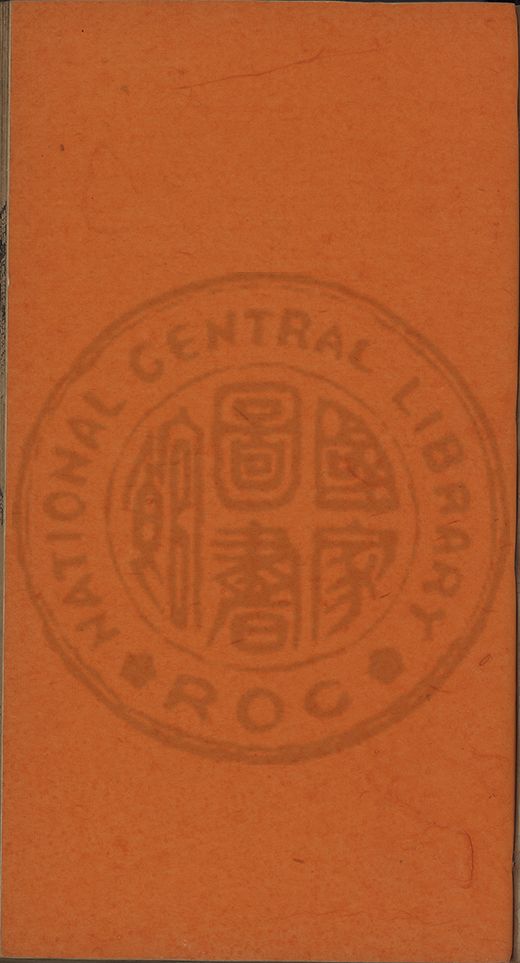 NATIONAL CENTRAL LIBRARY
國家
圖書
館
ROC